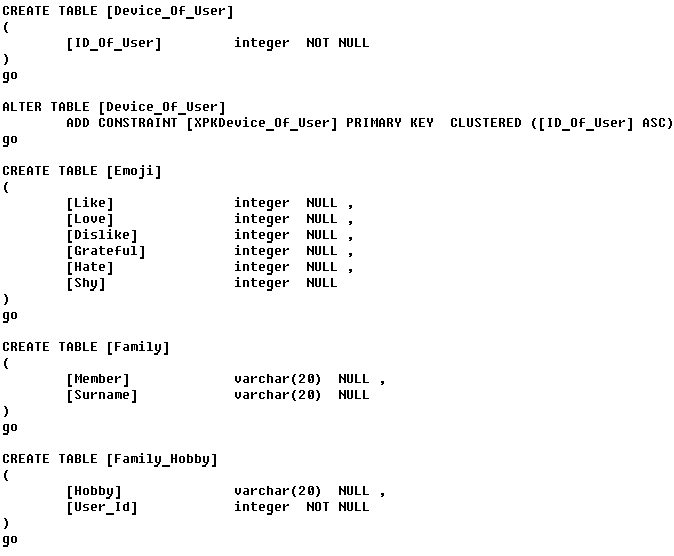 CREATE TABLE [Device_Of_User]
(
	[ID_Of_User]         integer  NOT NULL
)
go

ALTER TABLE [Device_Of_User]
	ADD CONSTRAINT [XPKDevice_Of_User] PRIMARY KEY  CLUSTERED ([ID_Of_User] ASC)
go

CREATE TABLE [Emoji]
(
	[Like]               integer  NULL ,
	[Love]               integer  NULL ,
	[Dislike]            integer  NULL ,
	[Grateful]           integer  NULL ,
	[Hate]               integer  NULL ,
	[Shy]                integer  NULL
)
go

CREATE TABLE [Family]
(
	[Member]             varchar(20)  NULL ,
	[Surname]            varchar(20)  NULL
)
go

CREATE TABLE [Family_Hobby]
(
	[Hobby]              varchar(20)  NULL ,
	[User_Id]            integer  NOT NULL
)
go